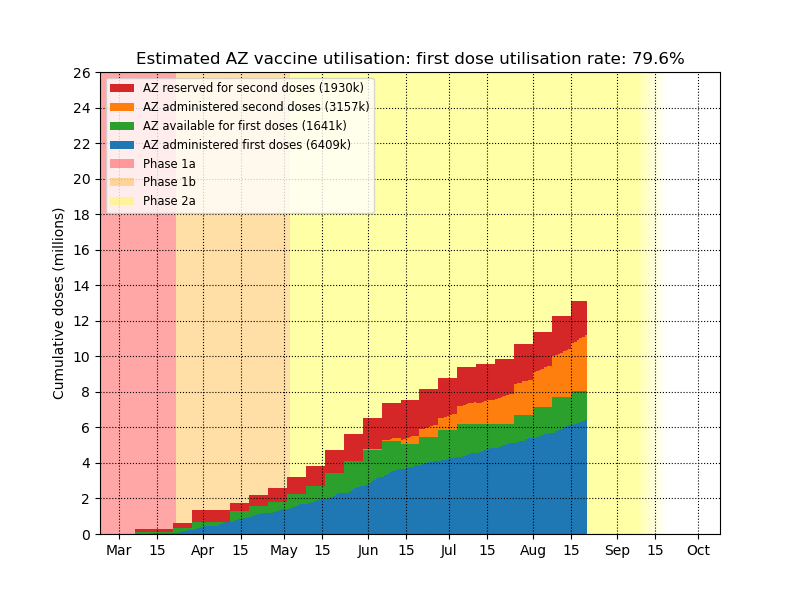 Estimated AZ vaccine utilisation: first dose utilisation rate: 79.6%
26
24
22
20
18
16
14
12
10
8
6
4
2
0
Cumulative doses (millions)
AZ reserved for second doses (1930k)
AZ administered second doses (3157k)
AZ available for first doses (1641k)
AZ administered first doses (6409k)
Phase 1a
Phase 1b
Phase 2a
Mar 15 Apr 15 May 15 Jun 15 Jul 15 Aug 15 Sep 15 Oct